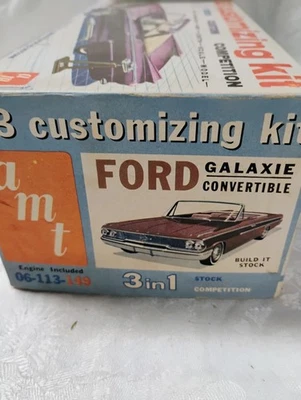 customizing kit
COMPETITION
3 customizing kit
amt
FORD GALAXIE
CONVERTIBLE
BUILD IT
STOCK
Engine Included
06-113-149
3 in 1
STOCK
COMPETITION